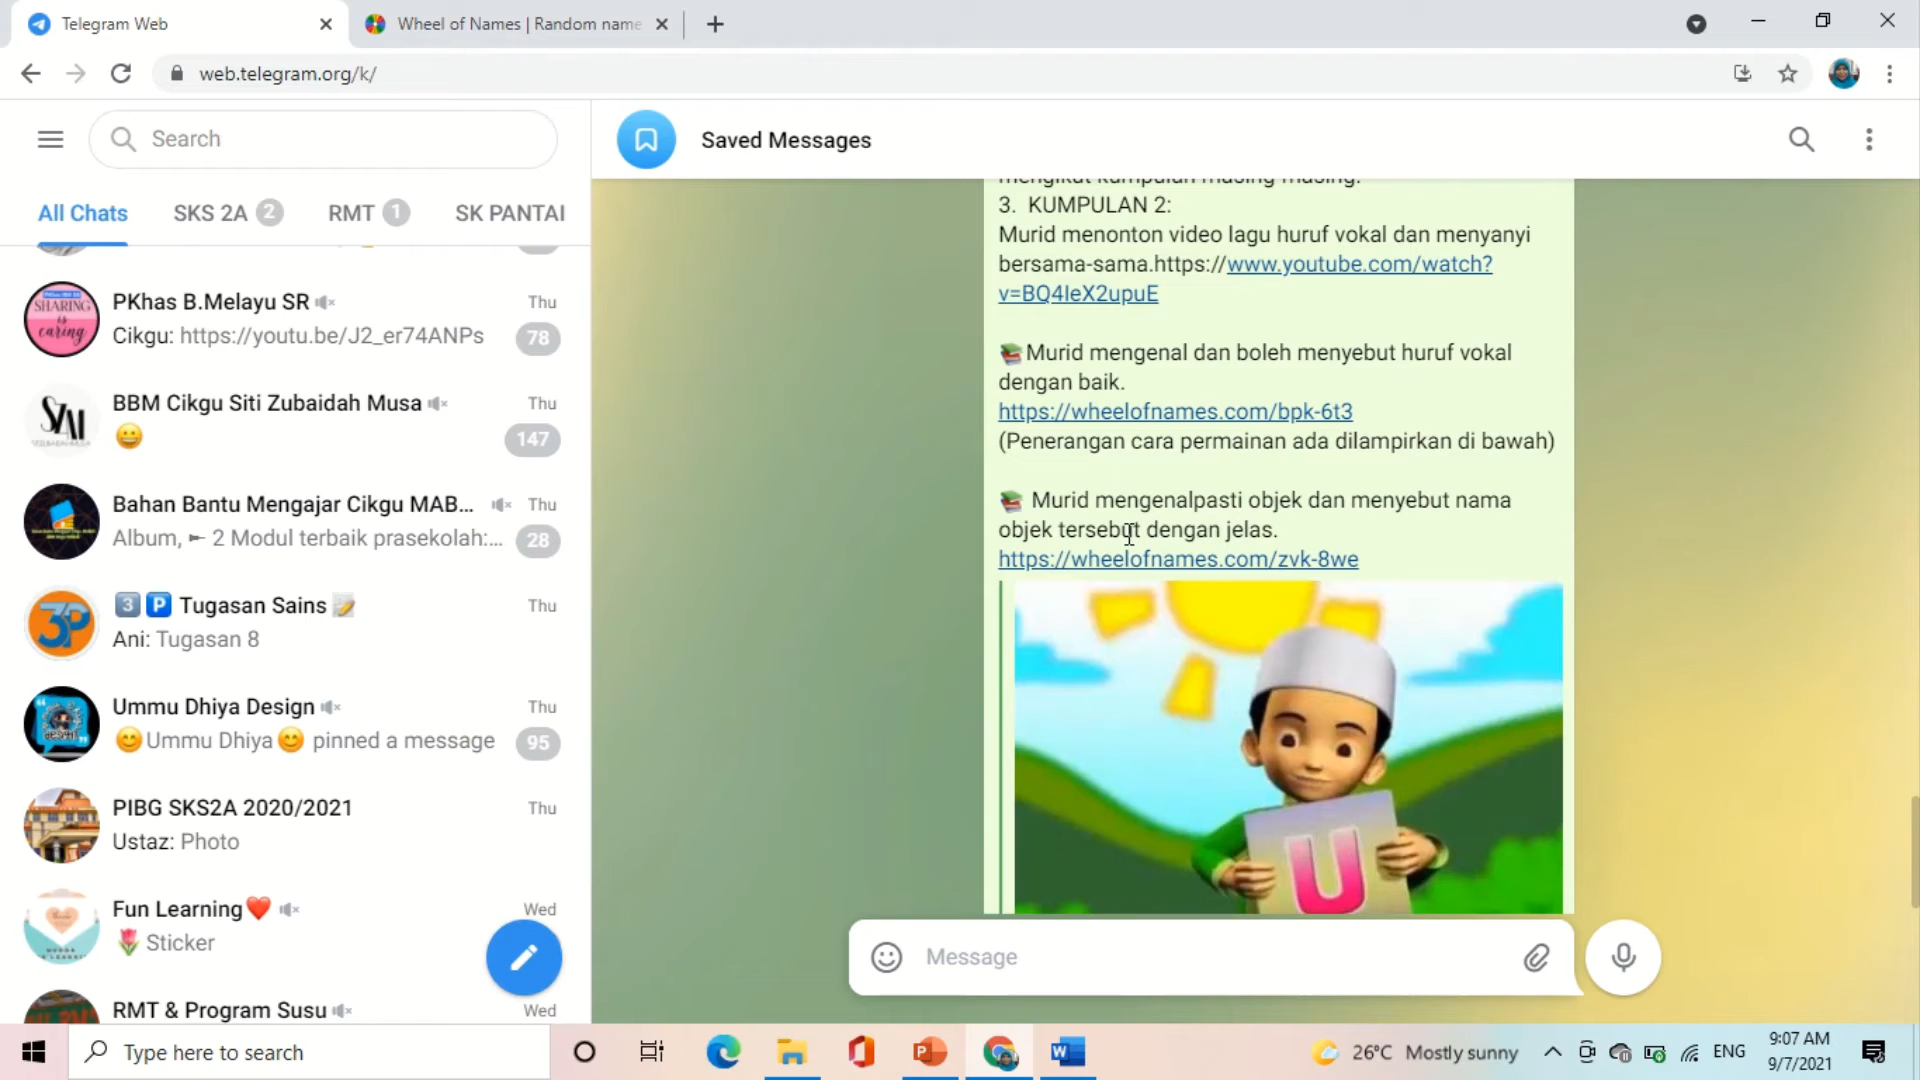 Telegram Web
Wheel of Names | Random name
web.telegram.org/k/
Search
All Chats
SKS 2A 2
RMT 1
SK PANTAI
PKhas B.Melayu SR
Thu
Cikgu: https://youtu.be/J2_er74ANPs
78
SHARING
is
caring
BBM Cikgu Siti Zubaidah Musa
Thu
147
Bahan Bantu Mengajar Cikgu MAB...
Thu
Album, ➸ 2 Modul terbaik prasekolah:...
28
3 P Tugasan Sains
Thu
Ani: Tugasan 8
3P
Ummu Dhiya Design
Thu
😊Ummu Dhiya😊 pinned a message
95
PIBG SKS2A 2020/2021
Thu
Ustaz: Photo
Fun Learning❤️
Wed
🌷 Sticker
RMT & Program Susu
Wed
Saved Messages
mengikut kumpulan masing masing.
3. KUMPULAN 2:
Murid menonton video lagu huruf vokal dan menyanyi
bersama-sama.https://www.youtube.com/watch?
v=BQ4IeX2upuE
📚Murid mengenal dan boleh menyebut huruf vokal
dengan baik.
https://wheelofnames.com/bpk-6t3
(Penerangan cara permainan ada dilampirkan di bawah)
📚 Murid mengenalpasti objek dan menyebut nama
objek tersebut dengan jelas.
https://wheelofnames.com/zvk-8we
U
Message
Type here to search
26°C Mostly sunny
ENG
9:07 AM
9/7/2021